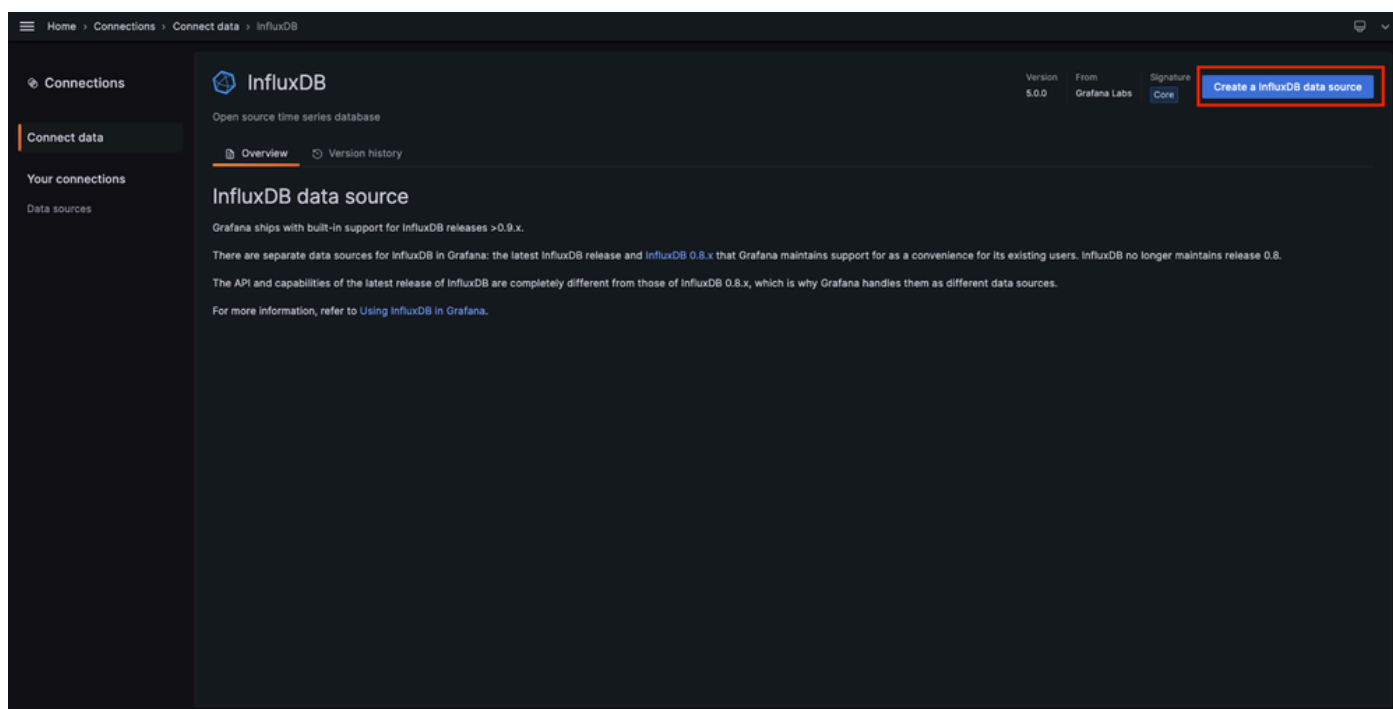 Home › Connections › Connect data › InfluxDB
Connections
Connect data
Your connections
Data sources
InfluxDB
Open source time series database
Version
5.0.0
From
Grafana Labs
Signature
Core
Create a InfluxDB data source
Overview
Version history
InfluxDB data source
Grafana ships with built-in support for InfluxDB releases >0.9.x.
There are separate data sources for InfluxDB in Grafana: the latest InfluxDB release and InfluxDB 0.8.x that Grafana maintains support for as a convenience for its existing users. InfluxDB no longer maintains release 0.8.
The API and capabilities of the latest release of InfluxDB are completely different from those of InfluxDB 0.8.x, which is why Grafana handles them as different data sources.
For more information, refer to Using InfluxDB in Grafana.